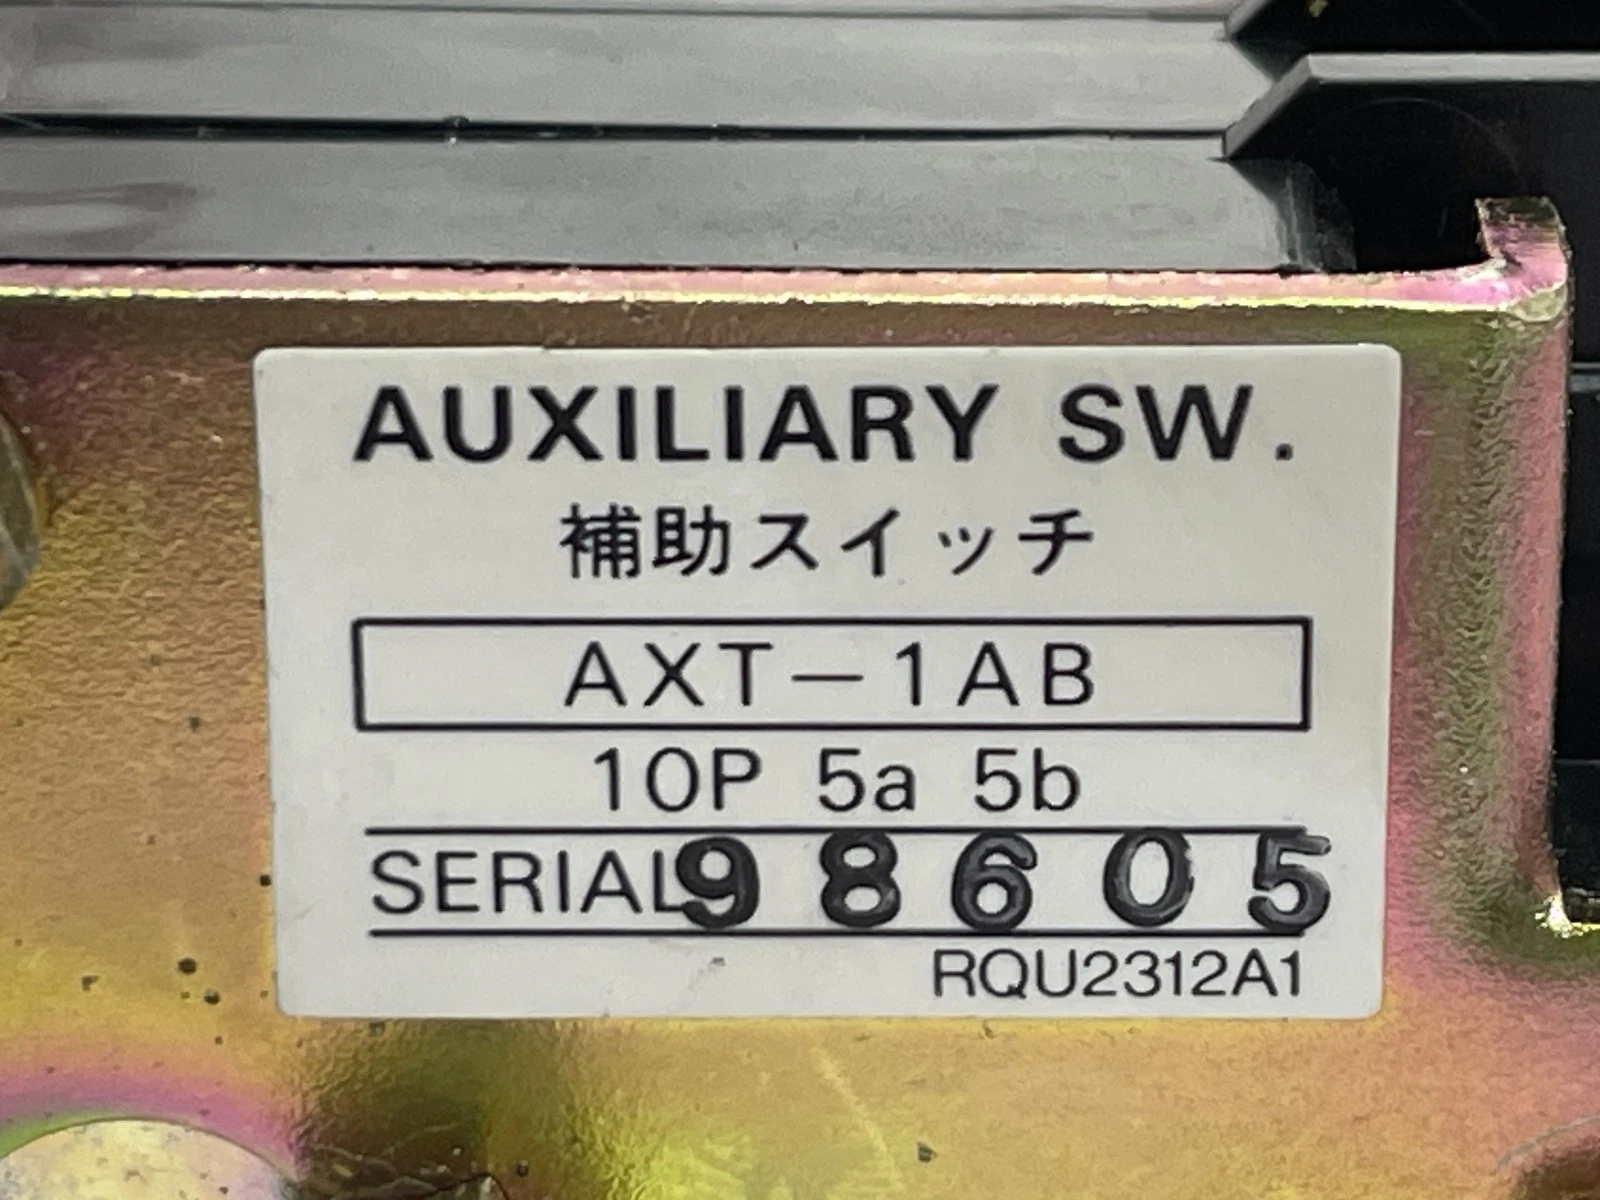 AUXILIARY SW.
補助スイッチ
AXT-1AB
10P 5a 5b
SERIAL 98605
RQU2312A1